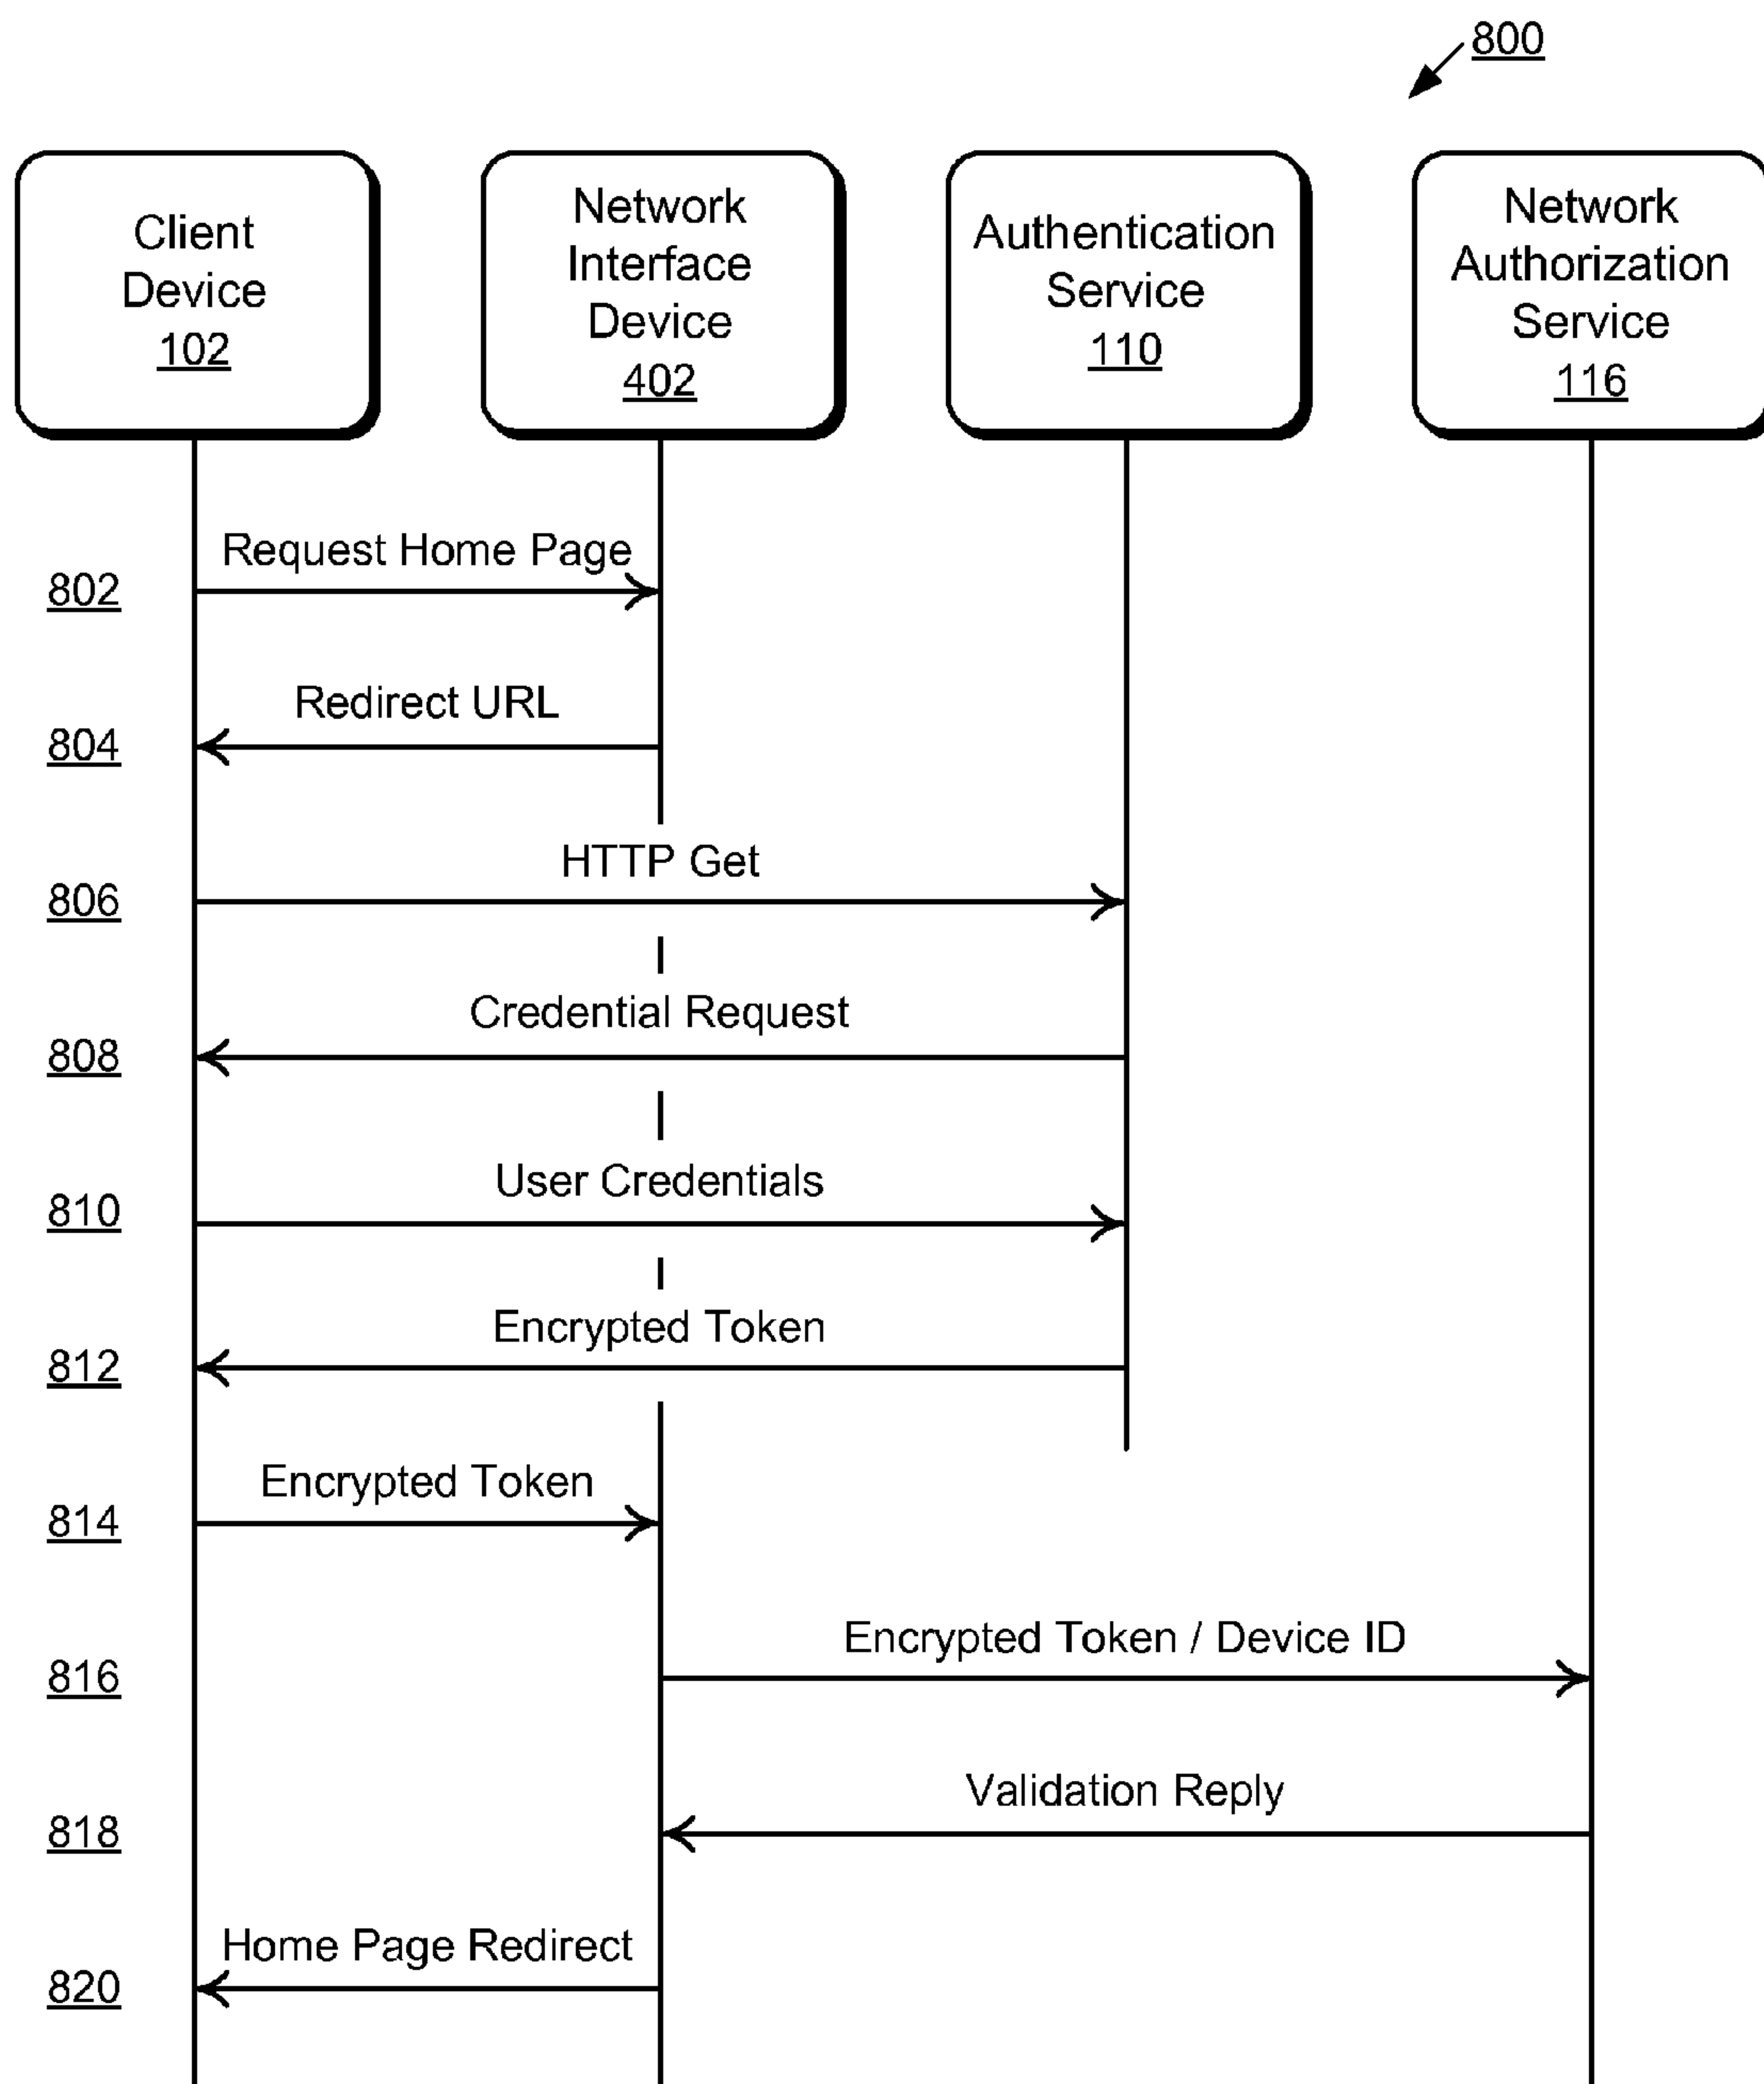 800
Client
Device
102
Network
Interface
Device
402
Authentication
Service
110
Network
Authorization
Service
116
Request Home Page
802
Redirect URL
804
HTTP Get
806
Credential Request
808
User Credentials
810
Encrypted Token
812
Encrypted Token
814
Encrypted Token / Device ID
816
Validation Reply
818
Home Page Redirect
820